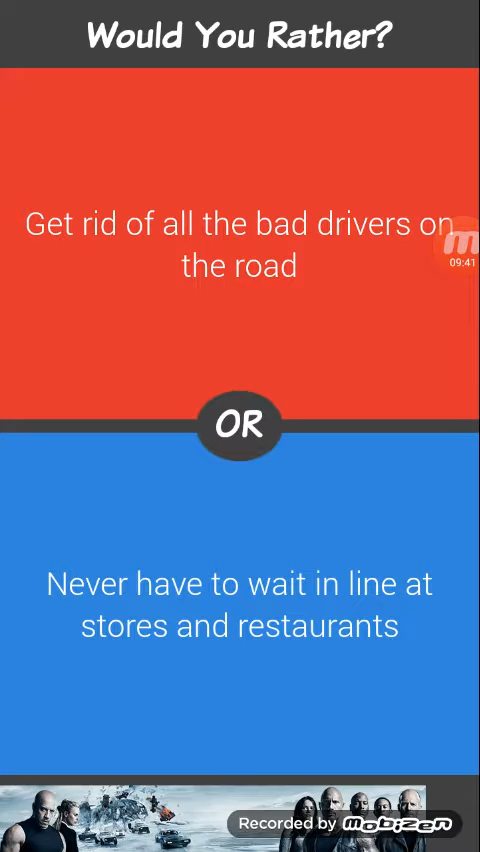 Would You Rather?
Get rid of all the bad drivers on
the road
09:41
OR
Never have to wait in line at
stores and restaurants
Recorded by mobizen